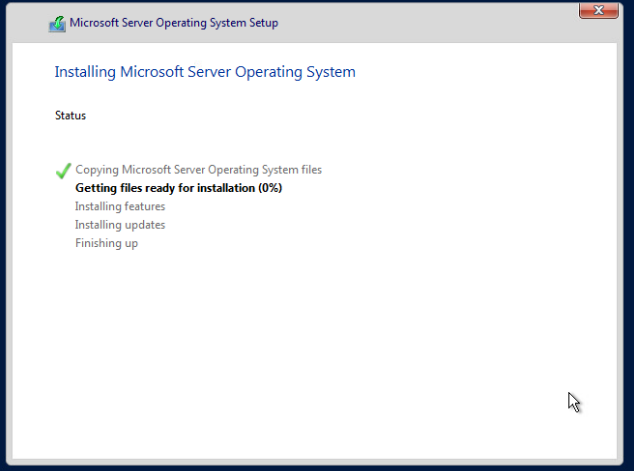 Microsoft Server Operating System Setup
Installing Microsoft Server Operating System
Status
Copying Microsoft Server Operating System files
Getting files ready for installation (0%)
Installing features
Installing updates
Finishing up